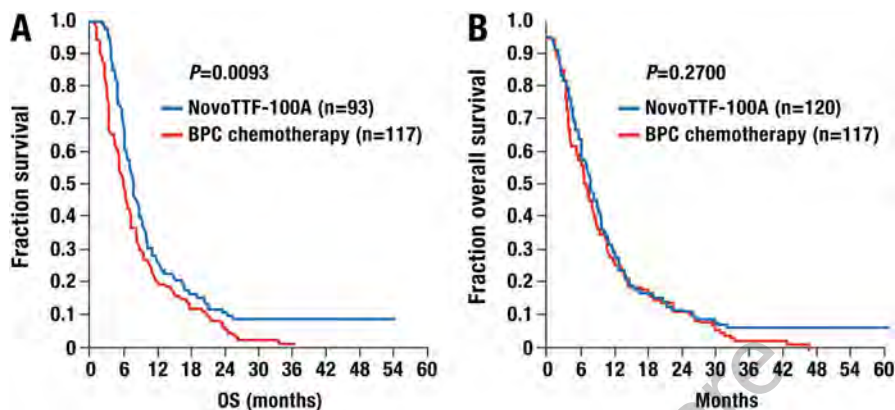 A
P=0.0093
NovoTTF-100A (n=93)
BPC chemotherapy (n=117)
Fraction survival
1.0
0.9
0.8
0.7
0.6
0.5
0.4
0.3
0.2
0.1
0
0 6 12 18 24 30 36 42 48 54 60
OS (months)
B
P=0.2700
NovoTTF-100A (n=120)
BPC chemotherapy (n=117)
Fraction overall survival
1.0
0.9
0.8
0.7
0.6
0.5
0.4
0.3
0.2
0.1
0
0 6 12 18 24 30 36 42 48 54 60
Months